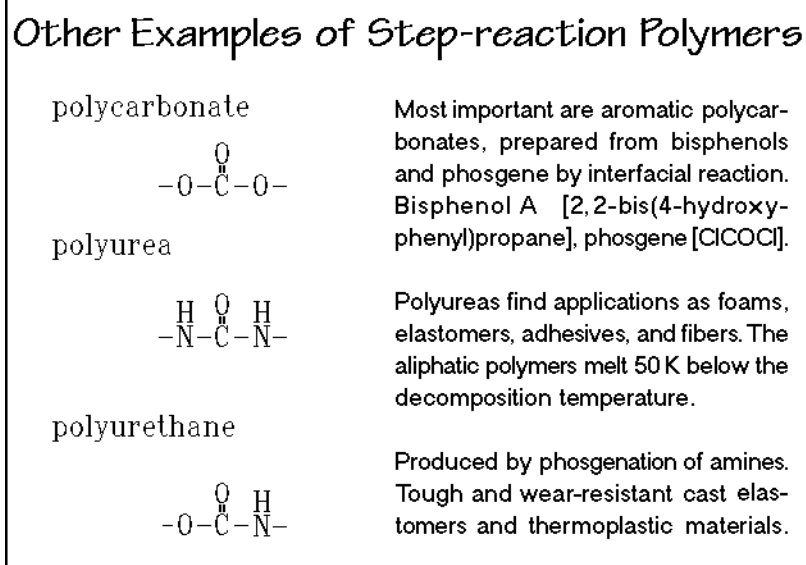 Other Examples of Step-reaction Polymers
polycarbonate
O
-O-C-O-
Most important are aromatic polycar-
bonates, prepared from bisphenols
and phosgene by interfacial reaction.
Bisphenol A [2,2-bis(4-hydroxy-
phenyl)propane], phosgene [ClCOCl].
polyurea
H O H
-N-C-N-
Polyureas find applications as foams,
elastomers, adhesives, and fibers. The
aliphatic polymers melt 50 K below the
decomposition temperature.
polyurethane
O H
-O-C-N-
Produced by phosgenation of amines.
Tough and wear-resistant cast elas-
tomers and thermoplastic materials.